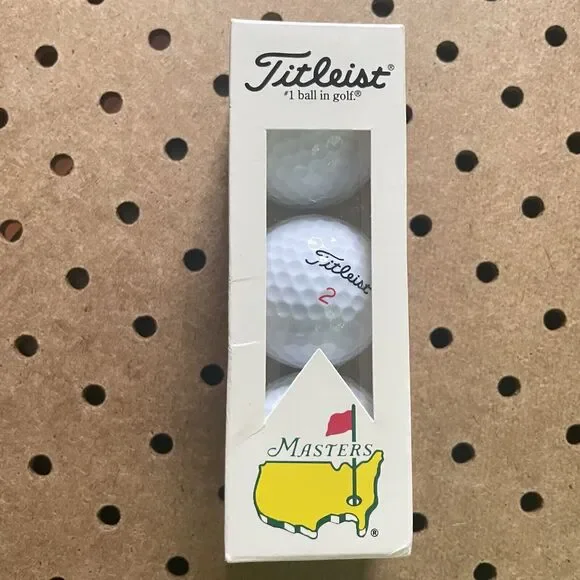 Titleist®
#1 ball in golf.®
Titleist
2
MASTERS
®